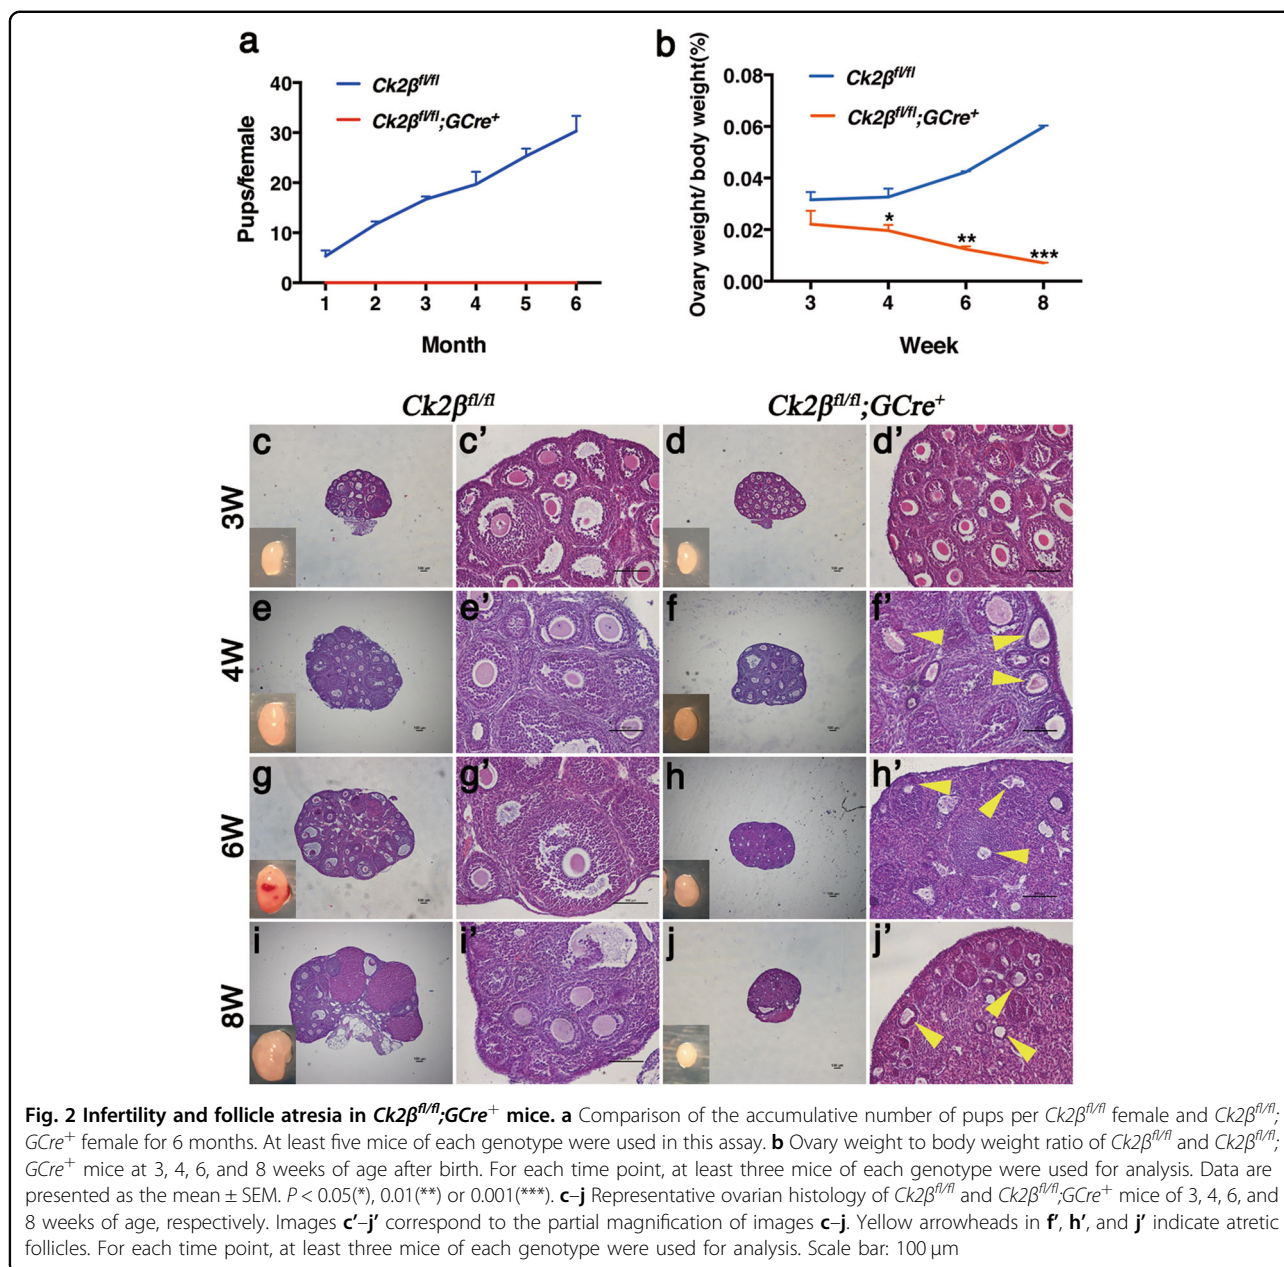 a
Ck2β^fl/fl
Ck2β^fl/fl;GCre+
Pups/female
40
30
20
10
0
1 2 3 4 5 6
Month
b
Ck2β^fl/fl
Ck2β^fl/fl;GCre+
Ovary weight/ body weight(%)
0.08
0.06
0.04
0.02
0.00
* ** ***
3 4 6 8
Week
Ck2β^fl/fl Ck2β^fl/fl;GCre+
3W
c c’ d d’
4W
e e’ f f’
6W
g g’ h h’
8W
i i’ j j’
Fig. 2 Infertility and follicle atresia in Ck2β^fl/fl;GCre+ mice. a Comparison of the accumulative number of pups per Ck2β^fl/fl female and Ck2β^fl/fl;
GCre+ female for 6 months. At least five mice of each genotype were used in this assay. b Ovary weight to body weight ratio of Ck2β^fl/fl and Ck2β^fl/fl;
GCre+ mice at 3, 4, 6, and 8 weeks of age after birth. For each time point, at least three mice of each genotype were used for analysis. Data are
presented as the mean ± SEM. P < 0.05(*), 0.01(**) or 0.001(***). c–j Representative ovarian histology of Ck2β^fl/fl and Ck2β^fl/fl;GCre+ mice of 3, 4, 6, and
8 weeks of age, respectively. Images c’–j’ correspond to the partial magnification of images c–j. Yellow arrowheads in f’, h’, and j’ indicate atretic
follicles. For each time point, at least three mice of each genotype were used for analysis. Scale bar: 100 μm